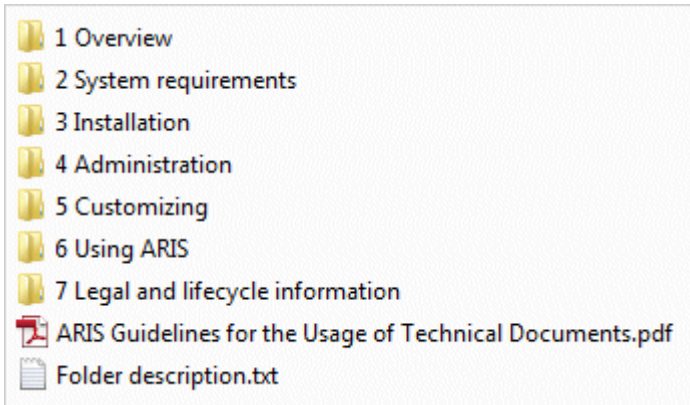 1 Overview
2 System requirements
3 Installation
4 Administration
5 Customizing
6 Using ARIS
7 Legal and lifecycle information
ARIS Guidelines for the Usage of Technical Documents.pdf
Folder description.txt